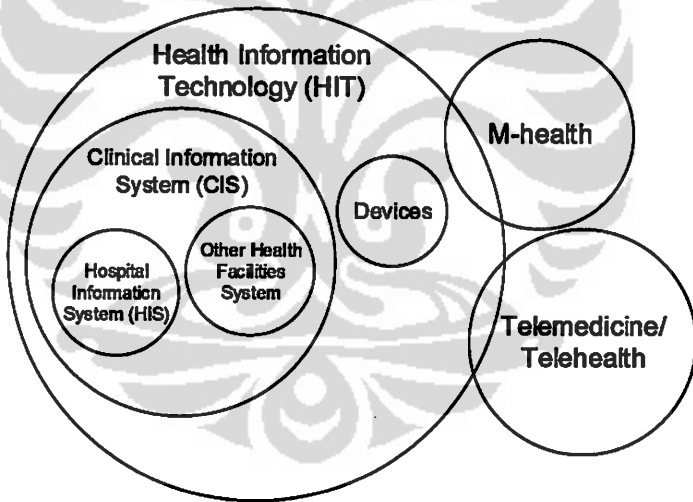 Health Information
Technology (HIT)
M-health
Clinical Information
System (CIS)
Devices
Other Health
Facilities
System
Hospital
Information
System (HIS)
Telemedicine/
Telehealth